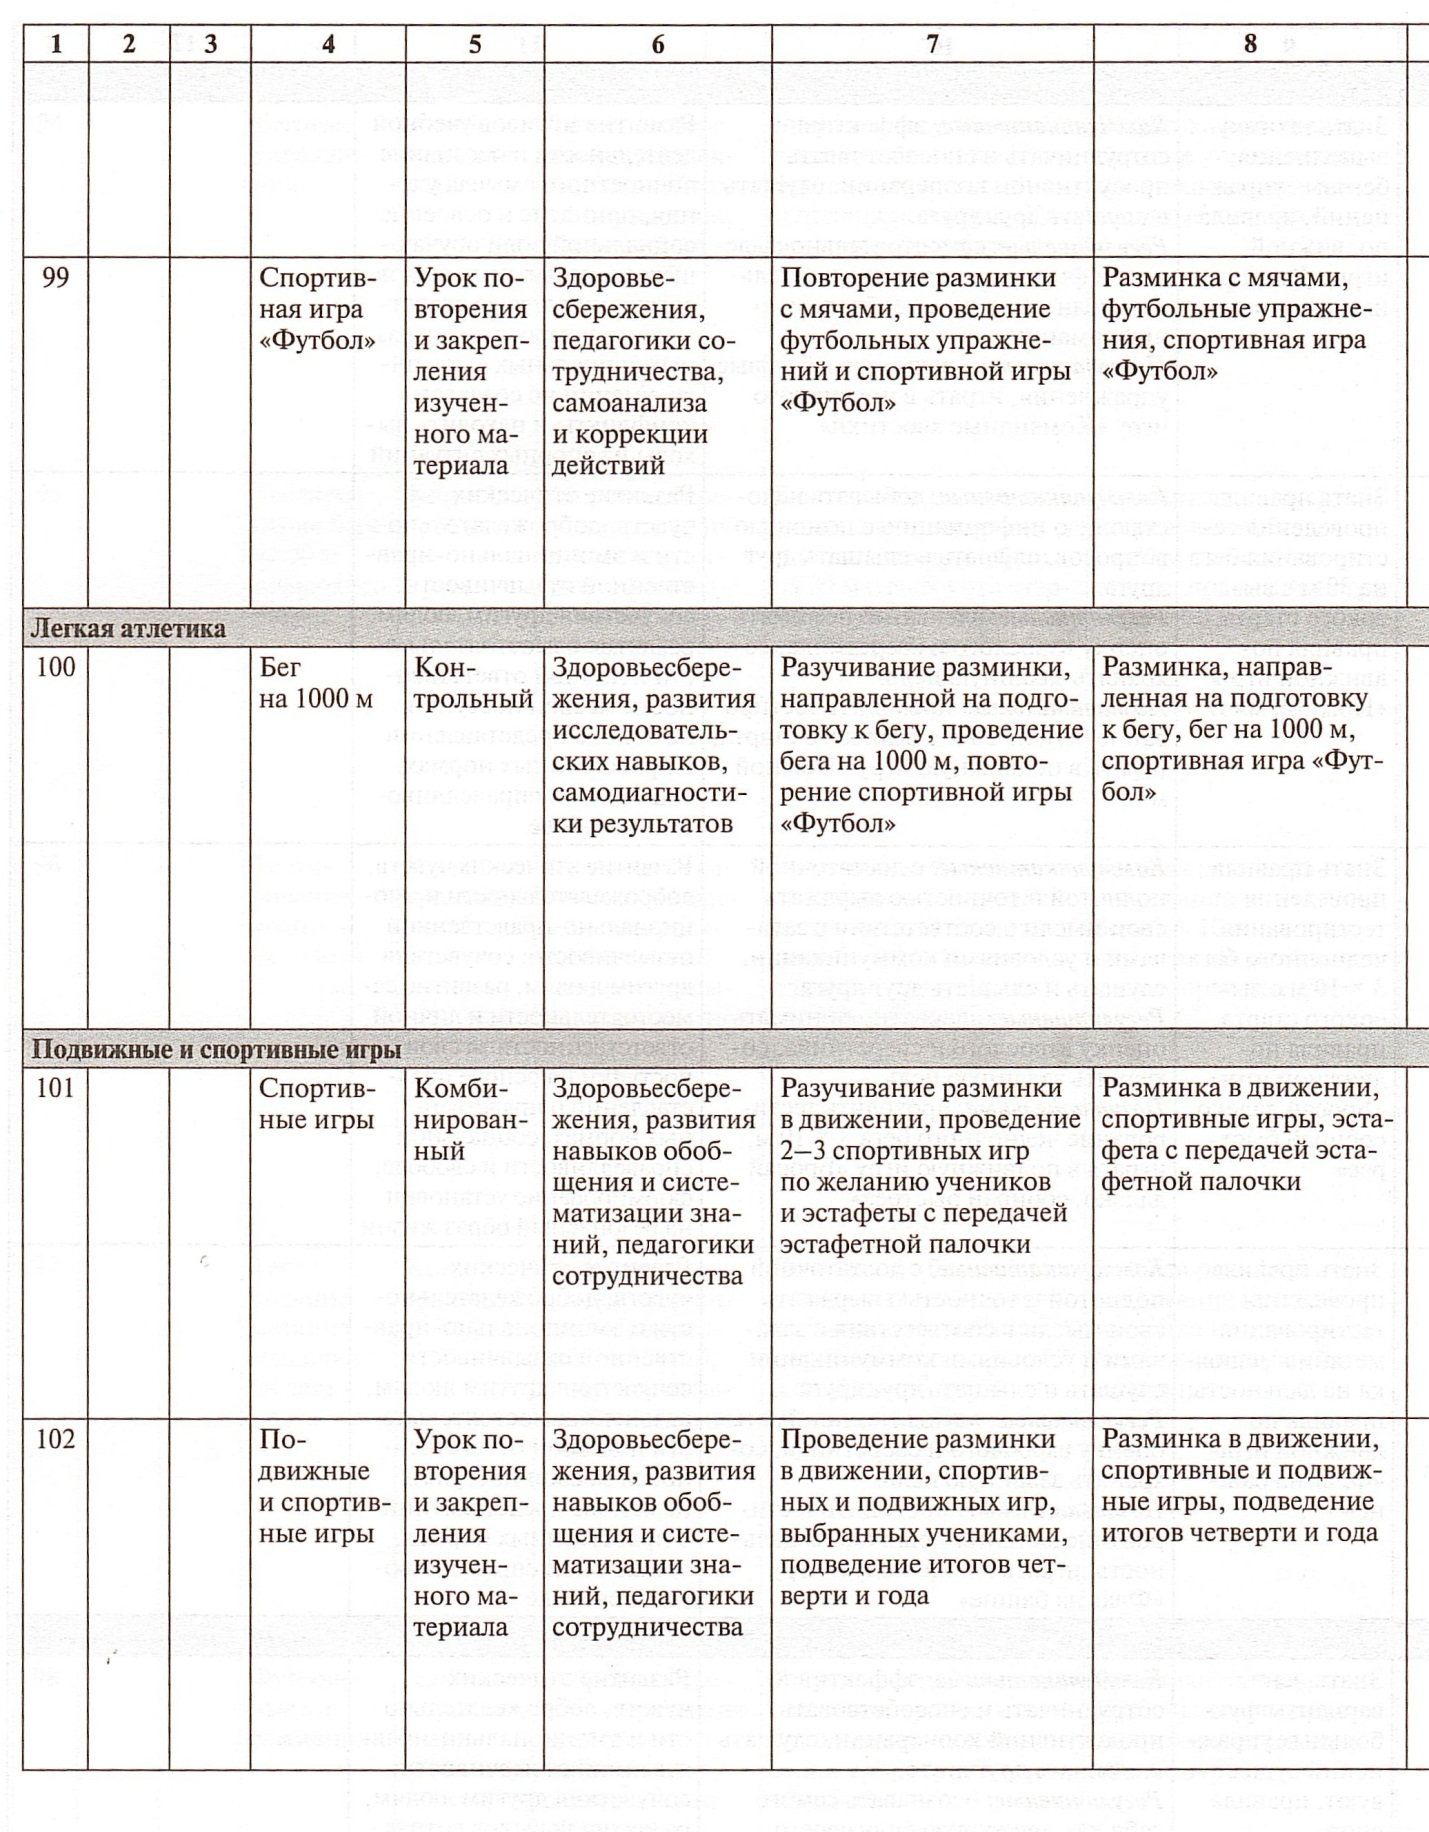 1 2 3 4 5 6 7 8
99
Спортив-
ная игра
«Футбол»
Урок по-
вторения
и закреп-
ления
изучен-
ного ма-
териала
Здоровье-
сбережения,
педагогики со-
трудничества,
самоанализа
и коррекции
действий
Повторение разминки
с мячами, проведение
футбольных упражне-
ний и спортивной игры
«Футбол»
Разминка с мячами,
футбольные упражне-
ния, спортивная игра
«Футбол»
Легкая атлетика
100
Бег
на 1000 м
Кон-
трольный
Здоровьесбере-
жения, развития
исследователь-
ских навыков,
самодиагности-
ки результатов
Разучивание разминки,
направленной на подго-
товку к бегу, проведение
бега на 1000 м, повто-
рение спортивной игры
«Футбол»
Разминка, направ-
ленная на подготовку
к бегу, бег на 1000 м,
спортивная игра «Фут-
бол»
Подвижные и спортивные игры
101
Спортив-
ные игры
Комби
нирован-
ный
Здоровьесбере-
жения, развития
навыков обоб-
щения и систе-
матизации зна-
ний, педагогики
сотрудничества
Разучивание разминки
в движении, проведение
2–3 спортивных игр
по желанию учеников
и эстафеты с передачей
эстафетной палочки
Разминка в движении,
спортивные игры, эста-
фета с передачей эста-
фетной палочки
102
По-
движные
и спортив-
ные игры
Урок по-
вторения
и закреп-
ления
изучен-
ного ма-
териала
Здоровьесбере-
жения, развития
навыков обоб-
щения и систе-
матизации зна-
ний, педагогики
сотрудничества
Проведение разминки
в движении, спортив-
ных и подвижных игр,
выбранных учениками,
подведение итогов чет-
верти и года
Разминка в движении,
спортивные и подвиж-
ные игры, подведение
итогов четверти и года